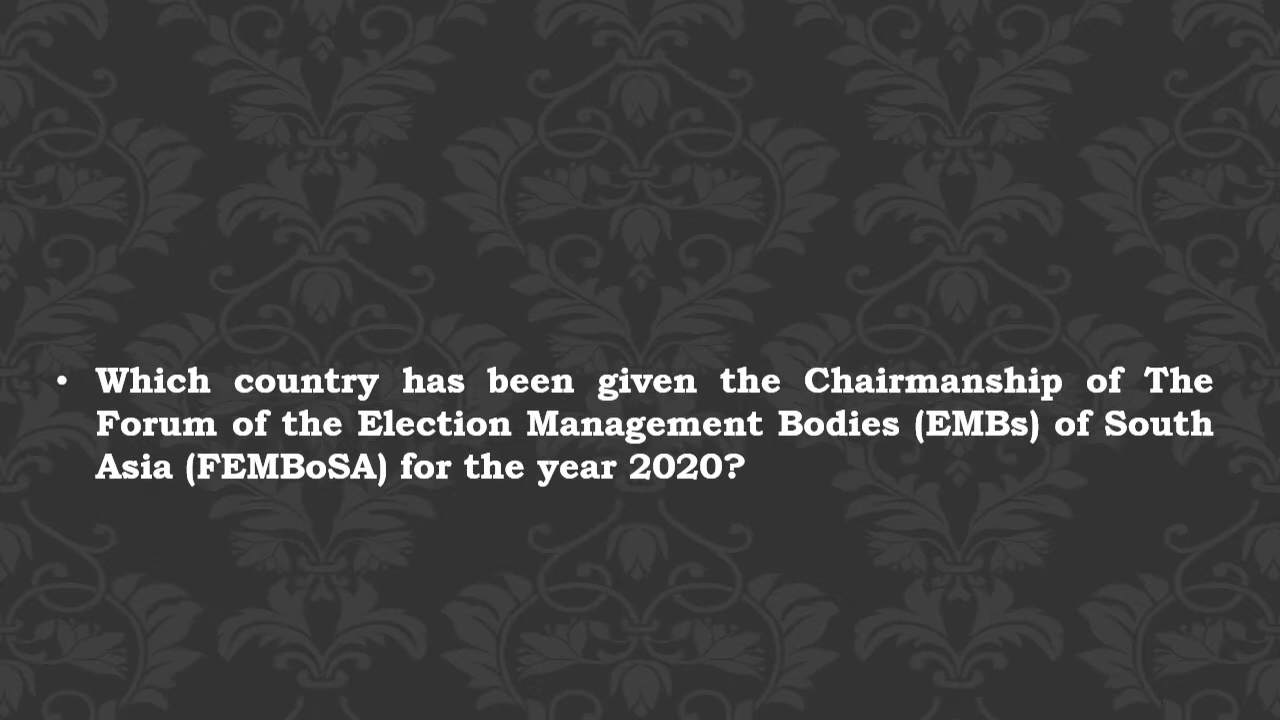 • Which country has been given the Chairmanship of The
Forum of the Election Management Bodies (EMBs) of South
Asia (FEMBoSA) for the year 2020?